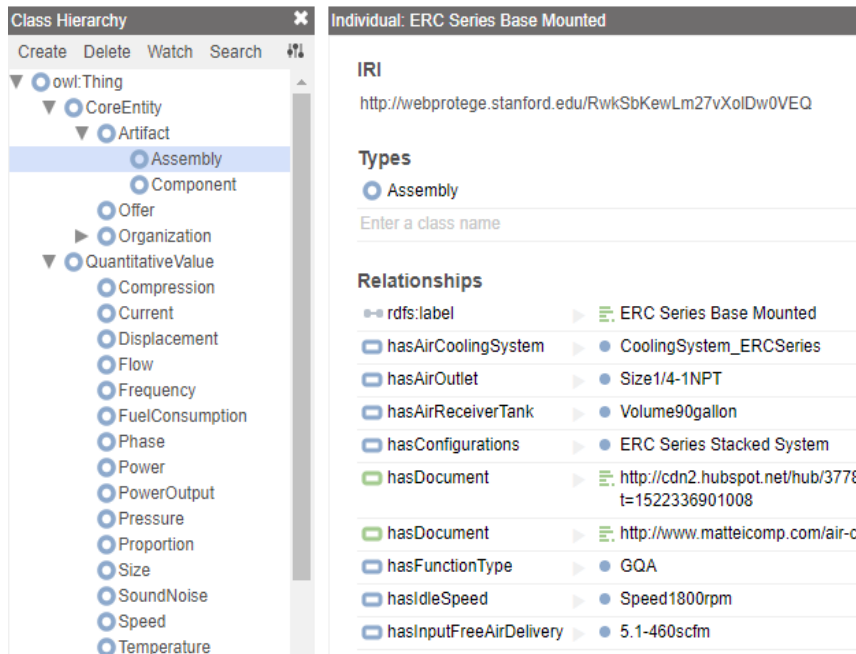 Class Hierarchy
Create Delete Watch Search
owl:Thing
CoreEntity
Artifact
Assembly
Component
Offer
Organization
QuantitativeValue
Compression
Current
Displacement
Flow
Frequency
FuelConsumption
Phase
Power
PowerOutput
Pressure
Proportion
Size
SoundNoise
Speed
Temperature
Individual: ERC Series Base Mounted
IRI
http://webprotege.stanford.edu/RwkSbKewLm27vXolDw0VEQ
Types
Assembly
Enter a class name
Relationships
rdfs:label ERC Series Base Mounted
hasAirCoolingSystem CoolingSystem_ERCSeries
hasAirOutlet Size1/4-1NPT
hasAirReceiverTank Volume90gallon
hasConfigurations ERC Series Stacked System
hasDocument http://cdn2.hubspot.net/hub/3778
t=1522336901008
hasDocument http://www.matteicomp.com/air-c
hasFunctionType GQA
hasIdleSpeed Speed1800rpm
hasInputFreeAirDelivery 5.1-460scfm